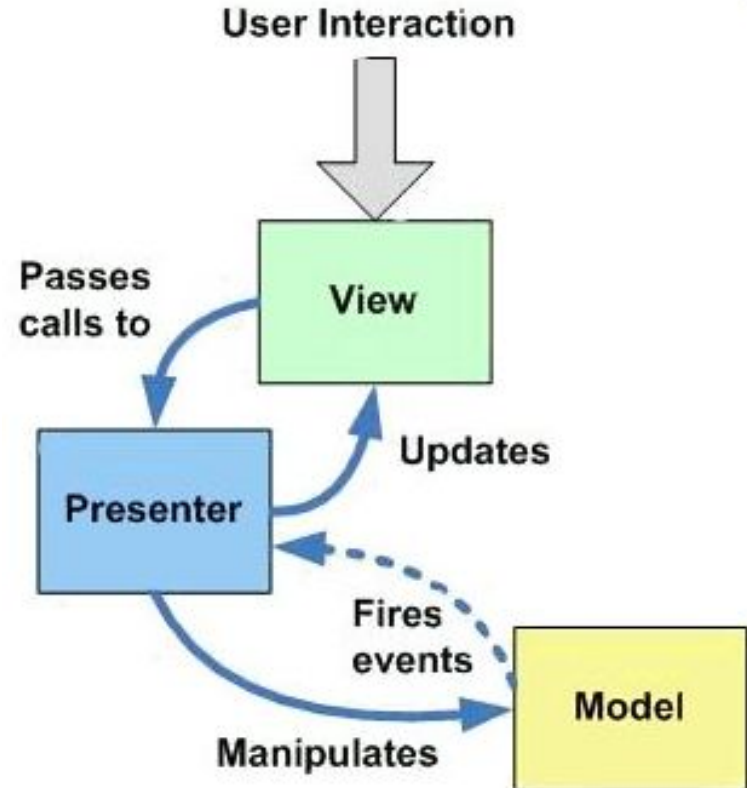 User Interaction
View
Passes
calls to
Updates
Presenter
Fires
events
Model
Manipulates